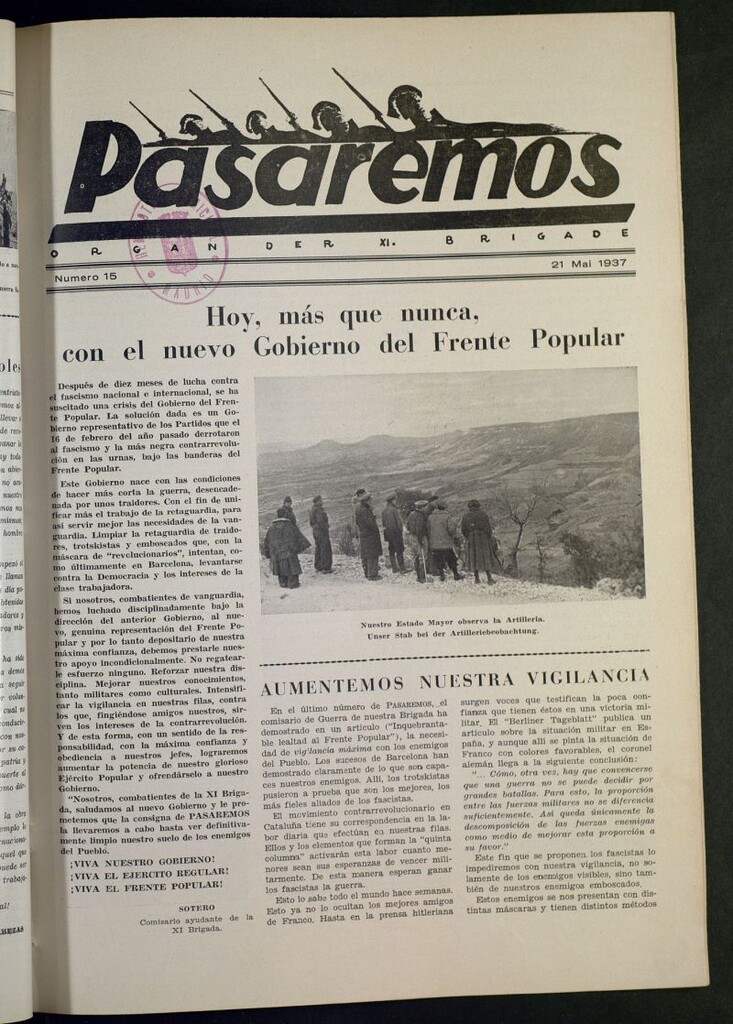 Pasaremos
ORGAN DER XI. BRIGADE
Numero 15
21 Mai 1937
Hoy, más que nunca,
con el nuevo Gobierno del Frente Popular
Después de diez meses de lucha contra
el fascismo nacional e internacional, se ha
suscitado una crisis del Gobierno del Fren-
te Popular. La solución dada es un Go-
bierno representativo de los Partidos que el
16 de febrero del año pasado derrotaron
al fascismo y la más negra contrarrevolu-
ción en las urnas, bajo las banderas del
Frente Popular.
Este Gobierno nace con las condiciones
de hacer más corta la guerra, desencade-
nada por unos traidores. Con el fin de uni-
ficar más el trabajo de la retaguardia, para
así servir mejor las necesidades de la van-
guardia. Limpiar la retaguardia de traido-
res, trotskistas y emboscados que, con la
máscara de "revolucionarios", intentan, co-
mo últimamente en Barcelona, levantarse
contra la Democracia y los intereses de la
clase trabajadora.
Si nosotros, combatientes de vanguardia,
hemos luchado disciplinadamente bajo la
dirección del anterior Gobierno, al nue-
vo, genuina representación del Frente Po-
pular y por lo tanto depositario de nuestra
máxima confianza, debemos prestarle nues-
tro apoyo incondicionalmente. No regatear-
le esfuerzo ninguno. Reforzar nuestra dis-
ciplina. Mejorar nuestros conocimientos,
tanto militares como culturales. Intensifi-
car la vigilancia en nuestras filas, contra
los que, fingiéndose amigos nuestros, sir-
ven los intereses de la contrarrevolución.
Y de esta forma, con un sentido de la res-
ponsabilidad, con la máxima confianza y
obediencia a nuestros jefes, lograremos
aumentar la potencia de nuestro glorioso
Ejército Popular y ofrendárselo a nuestro
Gobierno.
"Nosotros, combatientes de la XI Briga-
da, saludamos al nuevo Gobierno y le pro-
metemos que la consigna de PASAREMOS
la llevaremos a cabo hasta ver definitiva-
mente limpio nuestro suelo de los enemigos
del Pueblo.
¡VIVA NUESTRO GOBIERNO!
¡VIVA EL EJERCITO REGULAR!
¡VIVA EL FRENTE POPULAR!
SOTERO
Comisario ayudante de la
XI Brigada.
Nuestro Estado Mayor observa la Artillería.
Unser Stab bei der Artilleriebeobachtung.
AUMENTEMOS NUESTRA VIGILANCIA
En el último número de PASAREMOS, el
comisario de Guerra de nuestra Brigada ha
demostrado en un artículo ("Inquebranta-
ble lealtad al Frente Popular"), la necesi-
dad de vigilancia máxima con los enemigos
del Pueblo. Los sucesos de Barcelona han
demostrado claramente de lo que son capa-
ces nuestros enemigos. Allí, los trotskistas
pusieron a prueba que son los mejores, los
más fieles aliados de los fascistas.
El movimiento contrarrevolucionario en
Cataluña tiene su correspondencia en la la-
bor diaria que efectúan en nuestras filas.
Ellos y los elementos que forman la "quinta
columna" activarán esta labor cuanto me-
nores sean sus esperanzas de vencer mili-
tarmente. De esta manera esperan ganar
los fascistas la guerra.
Esto lo sabe todo el mundo hace semanas.
Esto ya no lo ocultan los mejores amigos
de Franco. Hasta en la prensa hitleriana
surgen voces que testifican la poca con-
fianza que tienen éstos en una victoria mi-
litar. El "Berliner Tageblatt" publica un
artículo sobre la situación militar en Es-
paña, y aunque allí se pinta la situación de
Franco con colores favorables, el coronel
alemán llega a la siguiente conclusión:
"... Cómo, otra vez, hay que convencerse
que una guerra no se puede decidir por
grandes batallas. Para esto, la proporción
entre las fuerzas militares no se diferencia
suficientemente. Así queda únicamente la
descomposición de las fuerzas enemigas
como medio de mejorar esta proporción a
su favor."
Este fin que se proponen los fascistas lo
impediremos con nuestra vigilancia, no so-
lamente de los enemigos visibles, sino tam-
bién de nuestros enemigos emboscados.
Estos enemigos se nos presentan con dis-
tintas máscaras y tienen distintos métodos